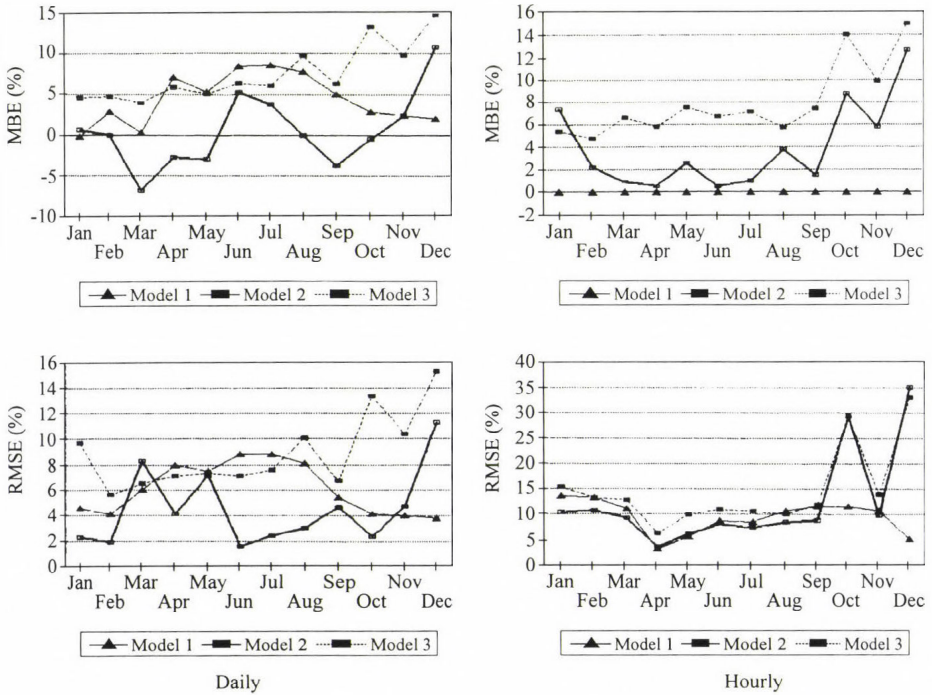 MBE (%)
15
10
5
0
-5
-10
Jan Mar May Jul Sep Nov
Feb Apr Jun Aug Oct Dec
Model 1 Model 2 Model 3
MBE (%)
16
14
12
10
8
6
4
2
0
-2
Jan Mar May Jul Sep Nov
Feb Apr Jun Aug Oct Dec
Model 1 Model 2 Model 3
RMSE (%)
16
14
12
10
8
6
4
2
0
Jan Mar May Jul Sep Nov
Feb Apr Jun Aug Oct Dec
Model 1 Model 2 Model 3
Daily
RMSE (%)
40
35
30
25
20
15
10
5
0
Jan Mar May Jul Sep Nov
Feb Apr Jun Aug Oct Dec
Model 1 Model 2 Model 3
Hourly